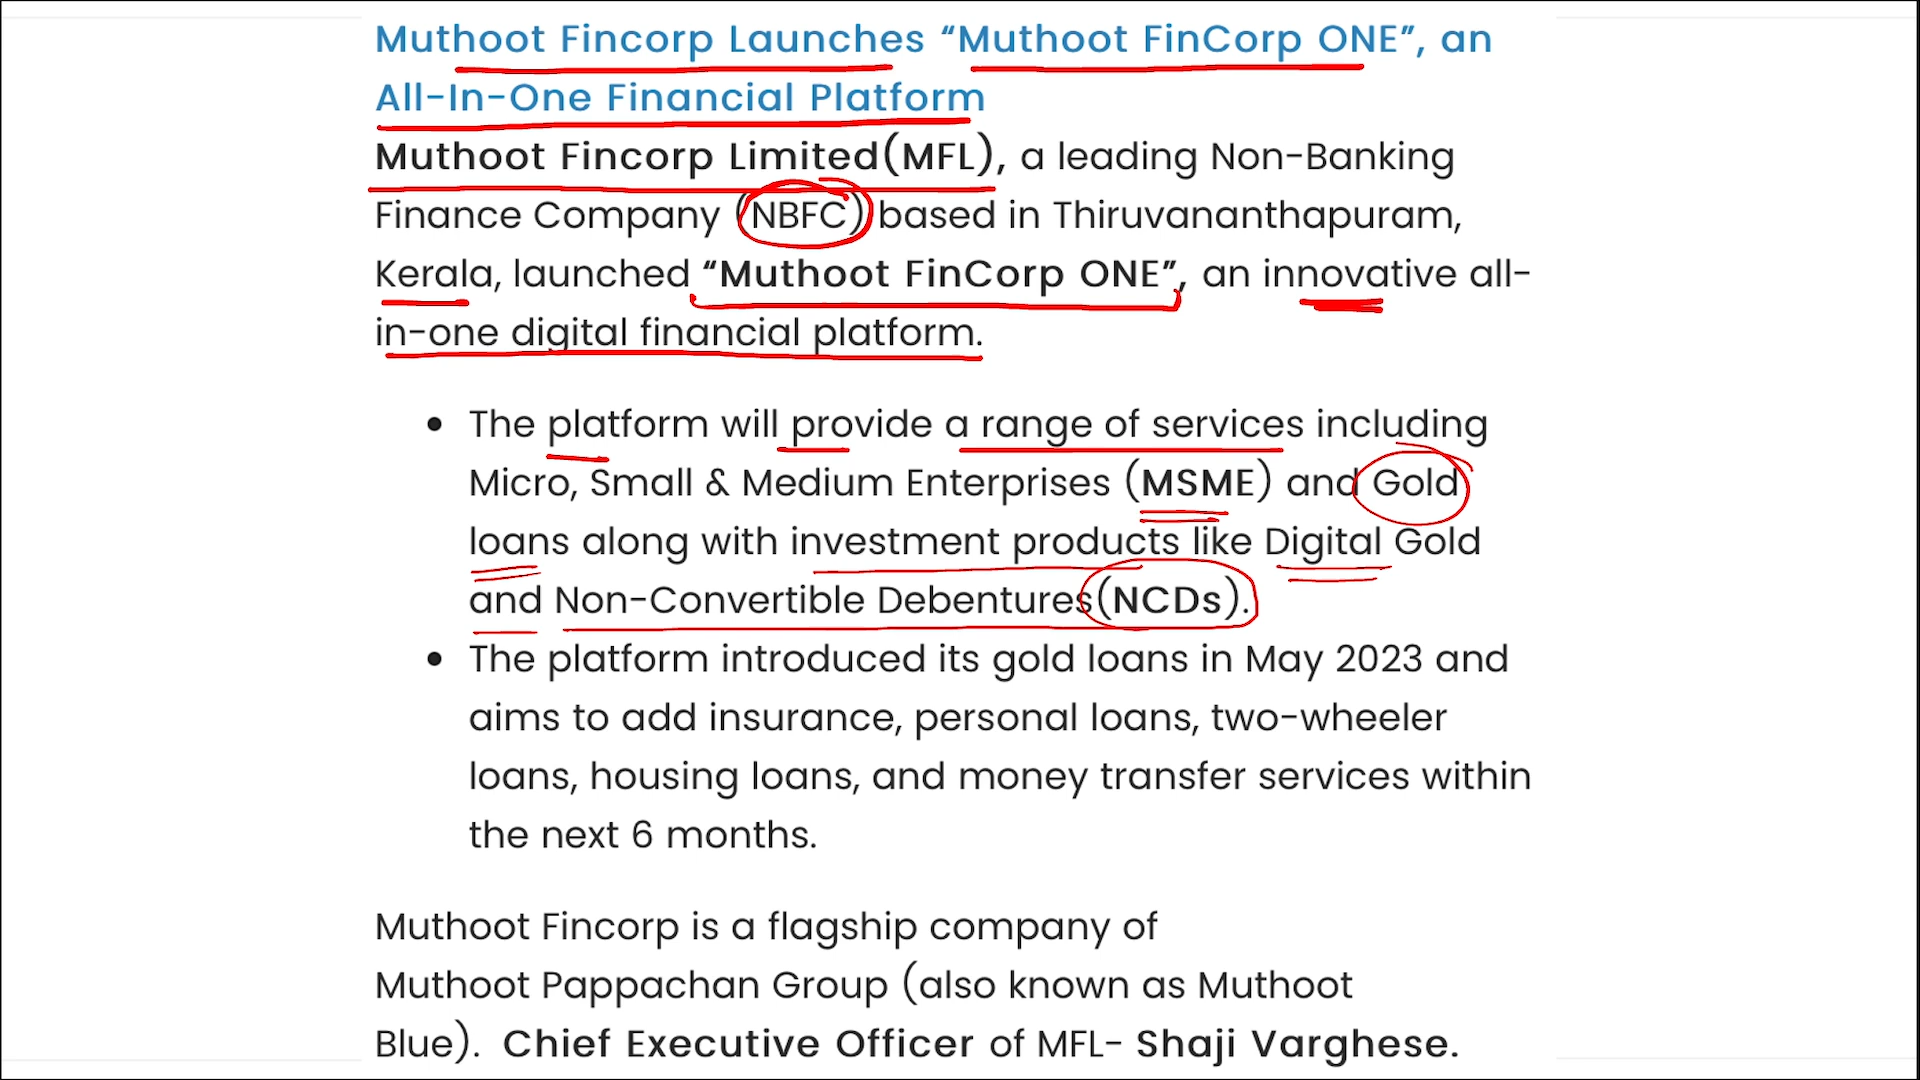 Muthoot Fincorp Launches “Muthoot FinCorp ONE”, an
All-In-One Financial Platform
Muthoot Fincorp Limited(MFL), a leading Non-Banking
Finance Company (NBFC) based in Thiruvananthapuram,
Kerala, launched “Muthoot FinCorp ONE”, an innovative all-
in-one digital financial platform.
• The platform will provide a range of services including
Micro, Small & Medium Enterprises (MSME) and Gold
loans along with investment products like Digital Gold
and Non-Convertible Debentures(NCDs).
• The platform introduced its gold loans in May 2023 and
aims to add insurance, personal loans, two-wheeler
loans, housing loans, and money transfer services within
the next 6 months.
Muthoot Fincorp is a flagship company of
Muthoot Pappachan Group (also known as Muthoot
Blue). Chief Executive Officer of MFL- Shaji Varghese.